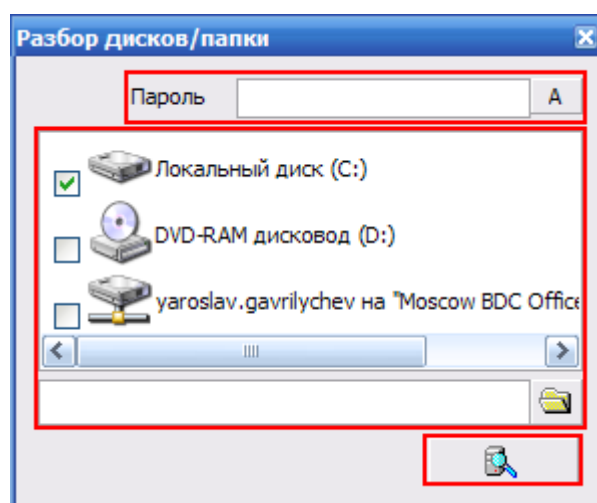 Разбор дисков/папки
Пароль
A
Локальный диск (C:)
DVD-RAM дисковод (D:)
yaroslav.gavrilychev на "Moscow BDC Office